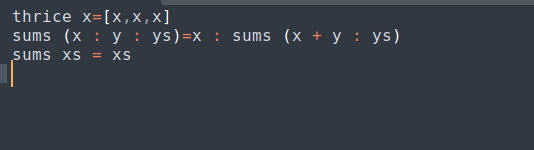 thrice x=[x,x,x]
sums (x : y : ys)=x : sums (x + y : ys)
sums xs = xs